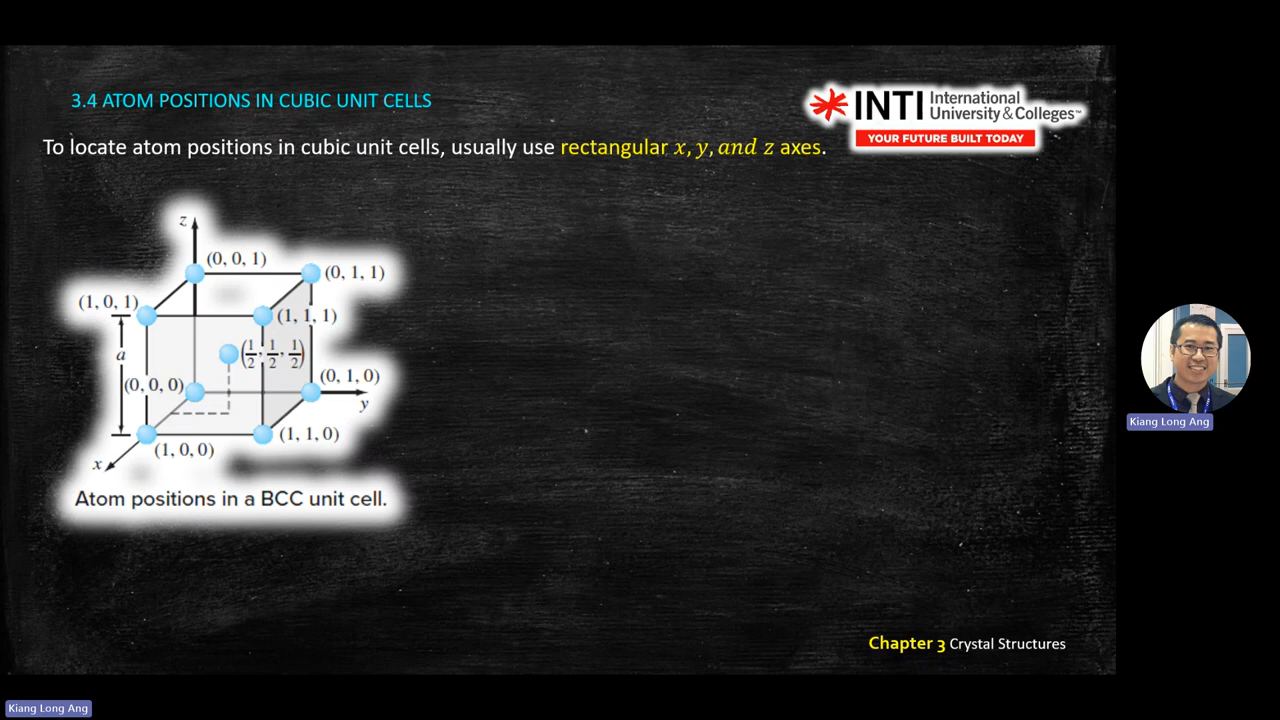 3.4 ATOM POSITIONS IN CUBIC UNIT CELLS
INTI International
University & Colleges™
YOUR FUTURE BUILT TODAY
To locate atom positions in cubic unit cells, usually use rectangular x, y, and z axes.
z
(0, 0, 1)
(0, 1, 1)
(1, 0, 1)
(1, 1, 1)
a
(1/2, 1/2, 1/2)
(0, 0, 0)
(0, 1, 0)
y
(1, 1, 0)
(1, 0, 0)
x
Atom positions in a BCC unit cell.
Kiang Long Ang
Chapter 3 Crystal Structures
Kiang Long Ang